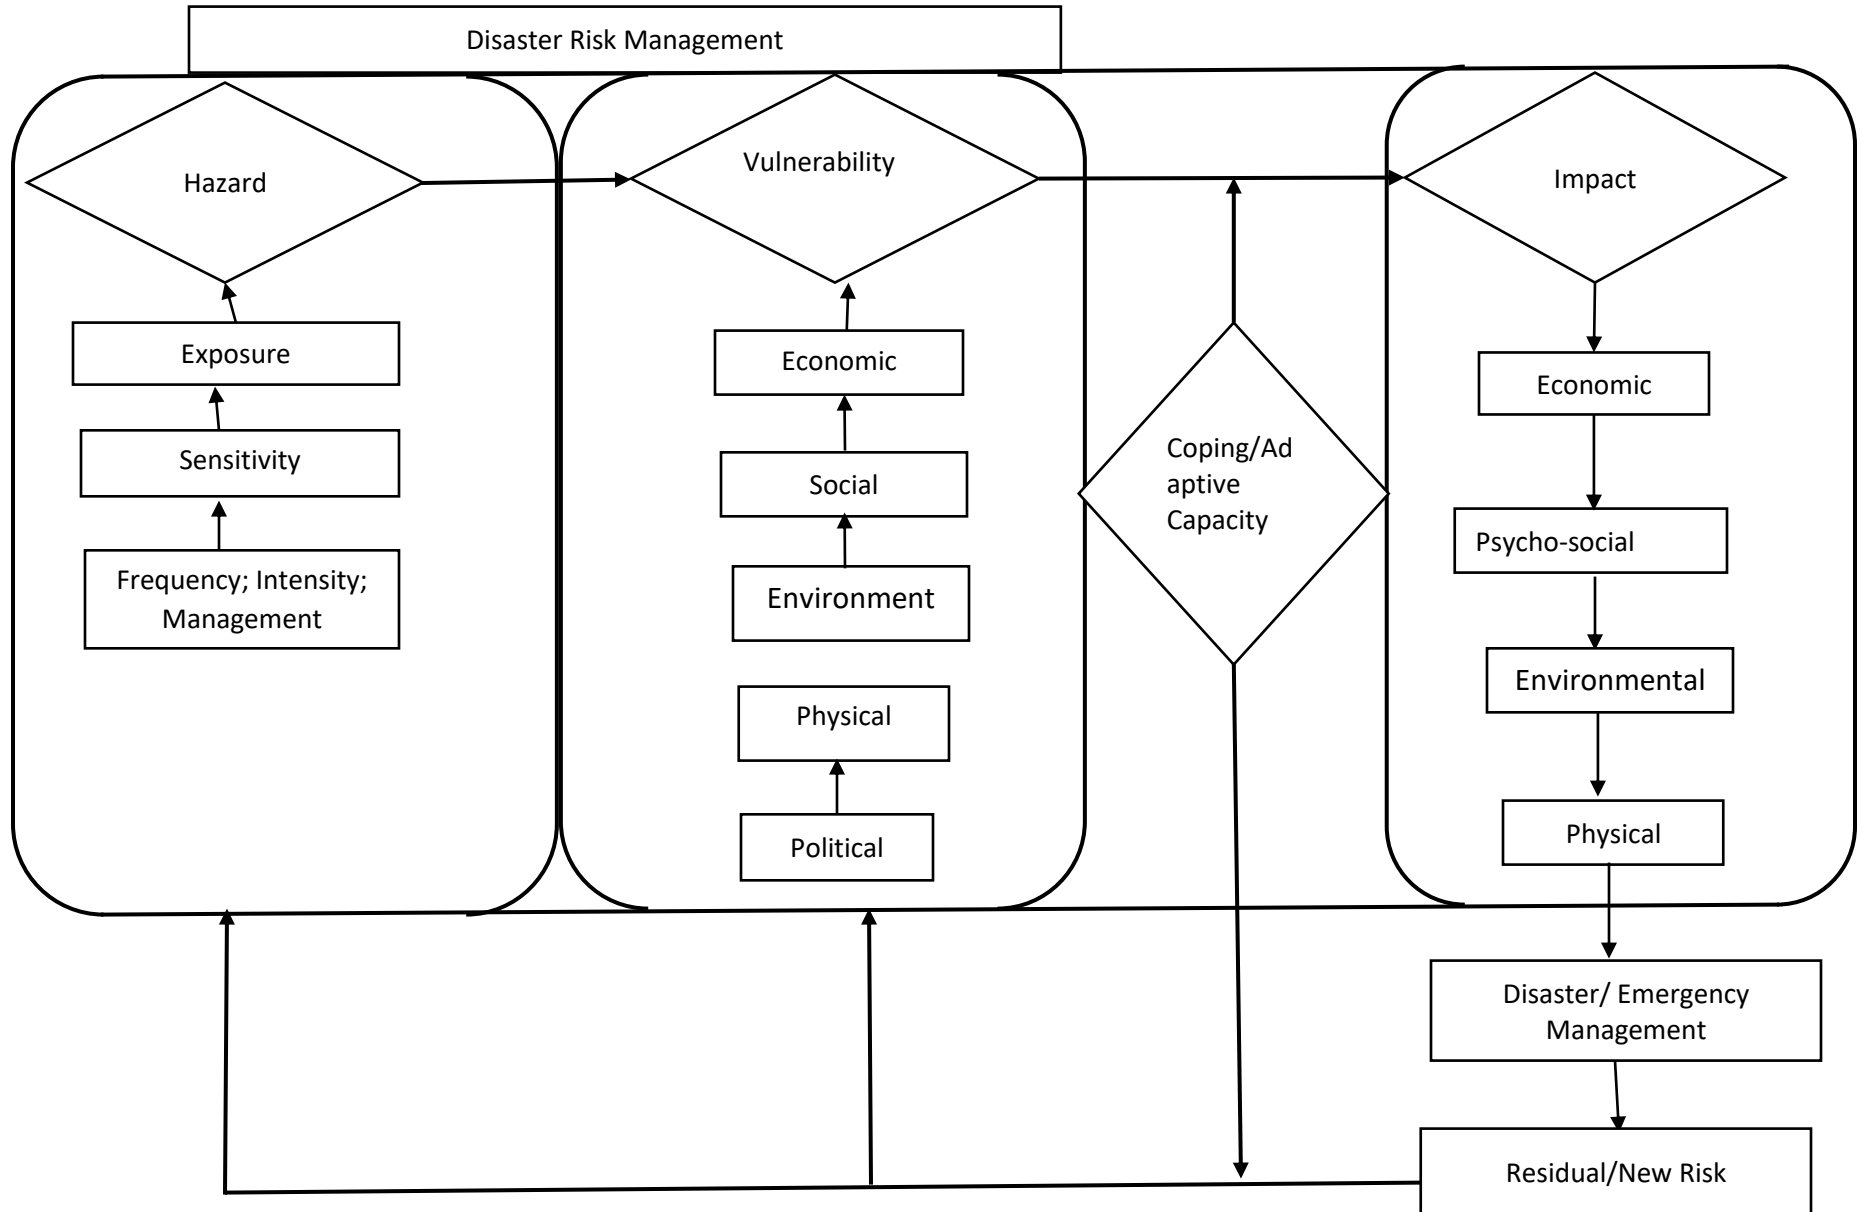 Disaster Risk Management
Hazard
Exposure
Sensitivity
Frequency; Intensity;
Management
Vulnerability
Economic
Social
Environment
Physical
Political
Coping/Ad
aptive
Capacity
Impact
Economic
Psycho-social
Environmental
Physical
Disaster/ Emergency
Management
Residual/New Risk